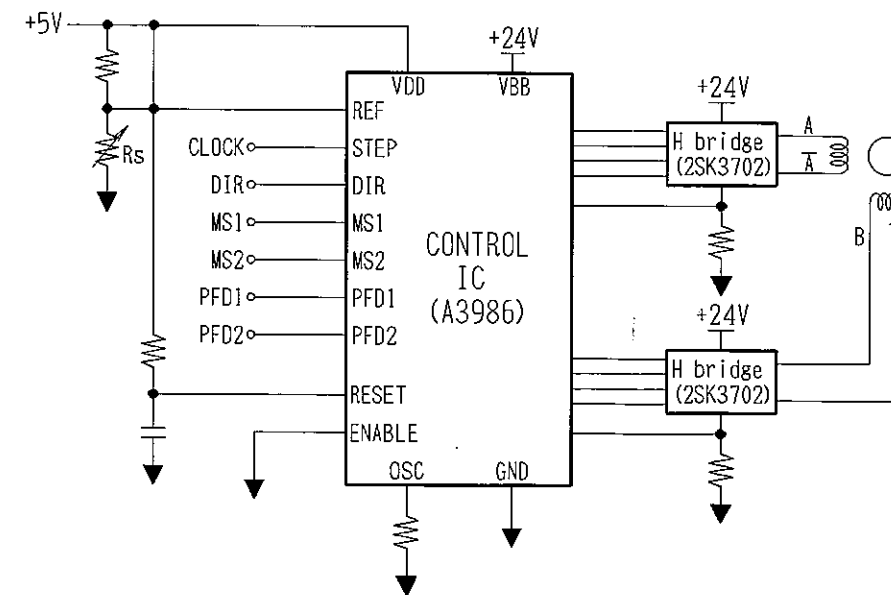 +5V
+24V
VDD
VBB
REF
Rs
CLOCK
STEP
DIR
DIR
MS1
MS1
MS2
MS2
PFD1
PFD1
PFD2
PFD2
RESET
ENABLE
OSC
GND
CONTROL
IC
(A3986)
+24V
H bridge
(2SK3702)
A
A̅
B
+24V
H bridge
(2SK3702)